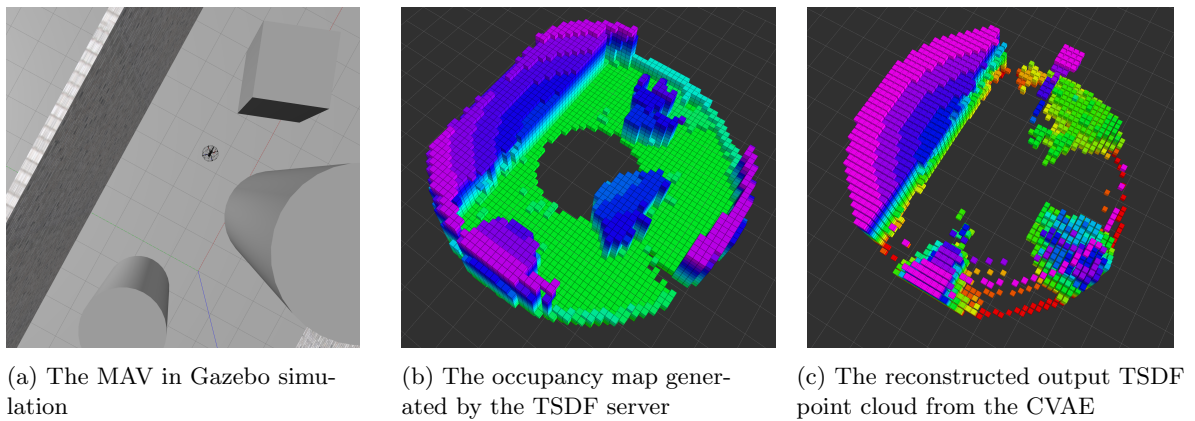 (a) The MAV in Gazebo simu-
lation
(b) The occupancy map gener-
ated by the TSDF server
(c) The reconstructed output TSDF
point cloud from the CVAE